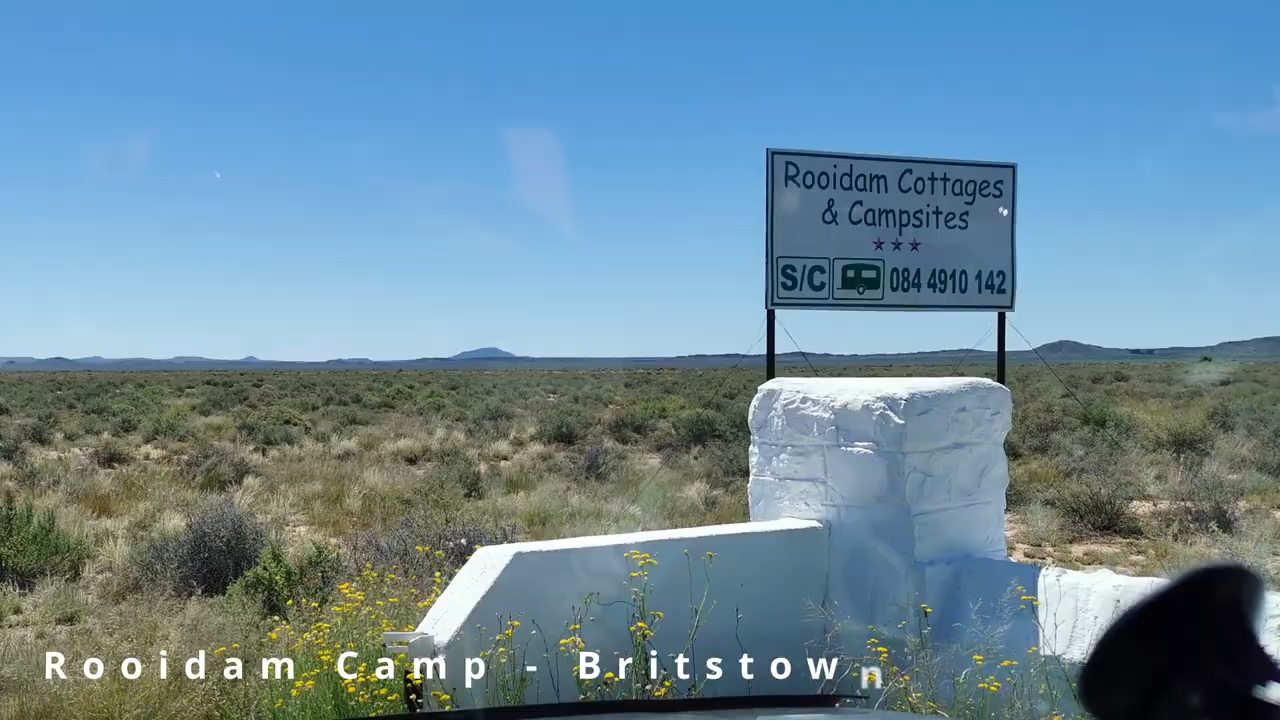 Rooidam Cottages
& Campsites
S/C 084 4910 142
Rooidam Camp - Britstown